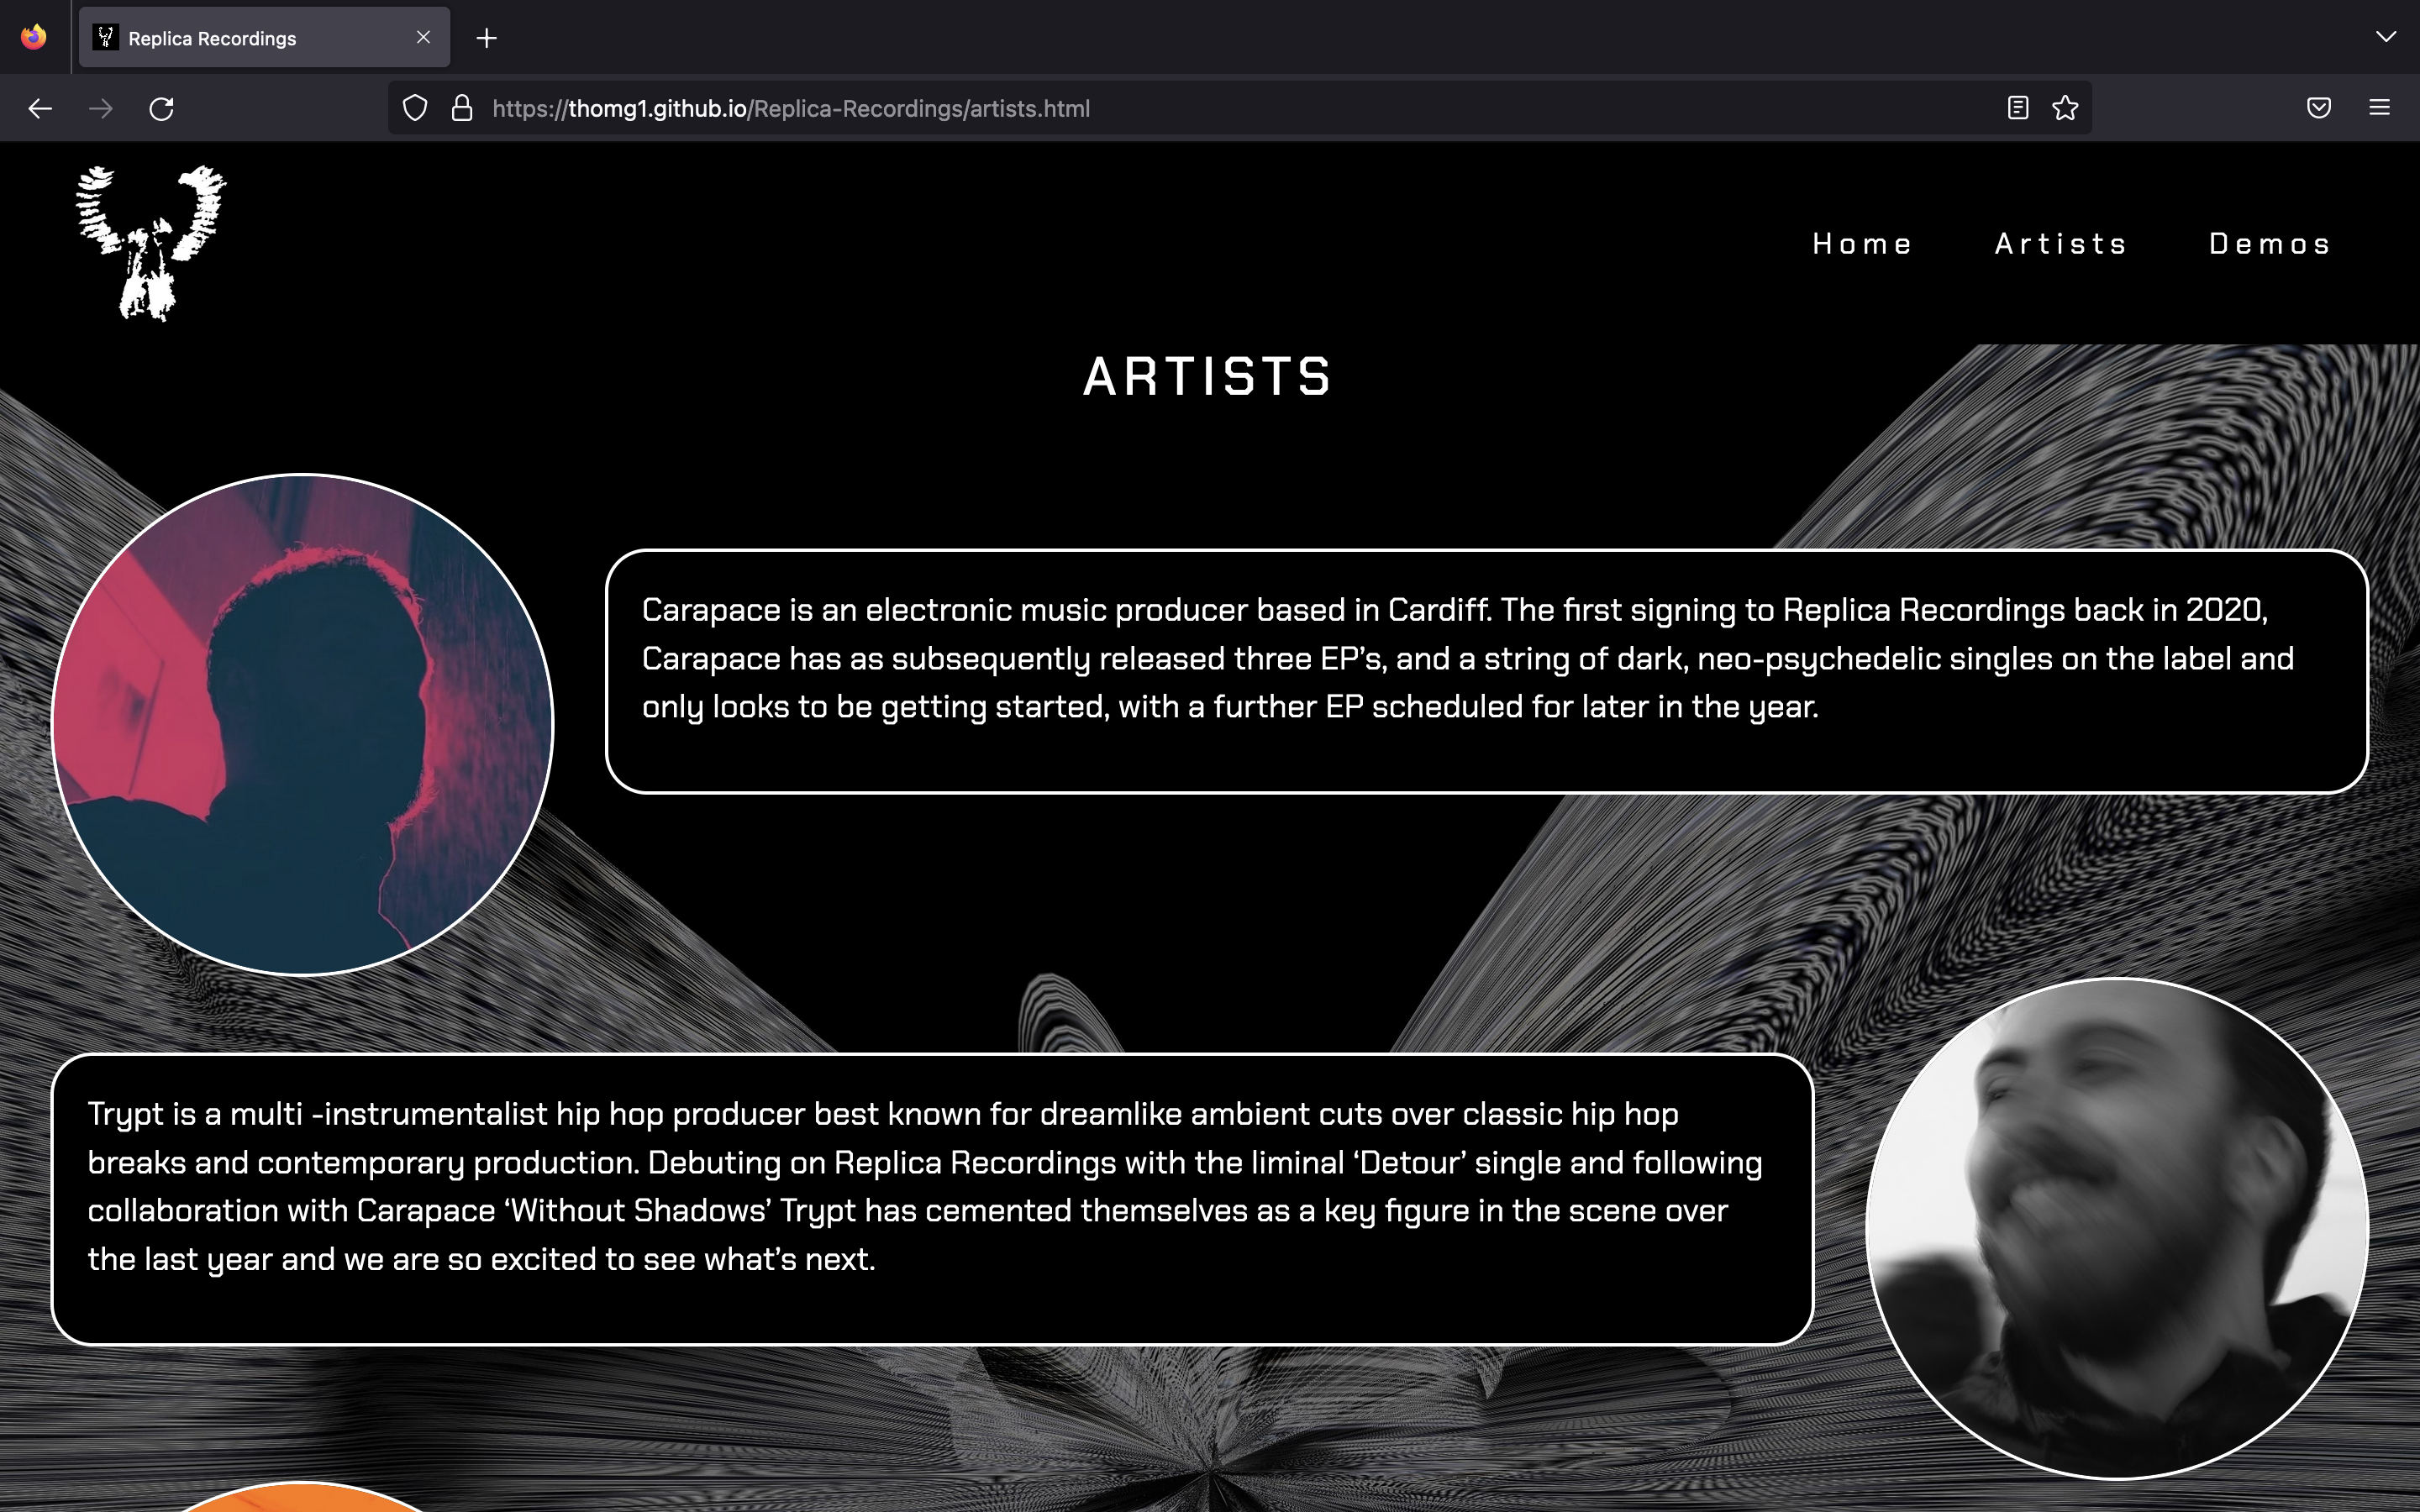 Replica Recordings
https://thomg1.github.io/Replica-Recordings/artists.html
Home Artists Demos
ARTISTS
Carapace is an electronic music producer based in Cardiff. The first signing to Replica Recordings back in 2020,
Carapace has as subsequently released three EP’s, and a string of dark, neo-psychedelic singles on the label and
only looks to be getting started, with a further EP scheduled for later in the year.
Trypt is a multi -instrumentalist hip hop producer best known for dreamlike ambient cuts over classic hip hop
breaks and contemporary production. Debuting on Replica Recordings with the liminal ‘Detour’ single and following
collaboration with Carapace ‘Without Shadows’ Trypt has cemented themselves as a key figure in the scene over
the last year and we are so excited to see what’s next.